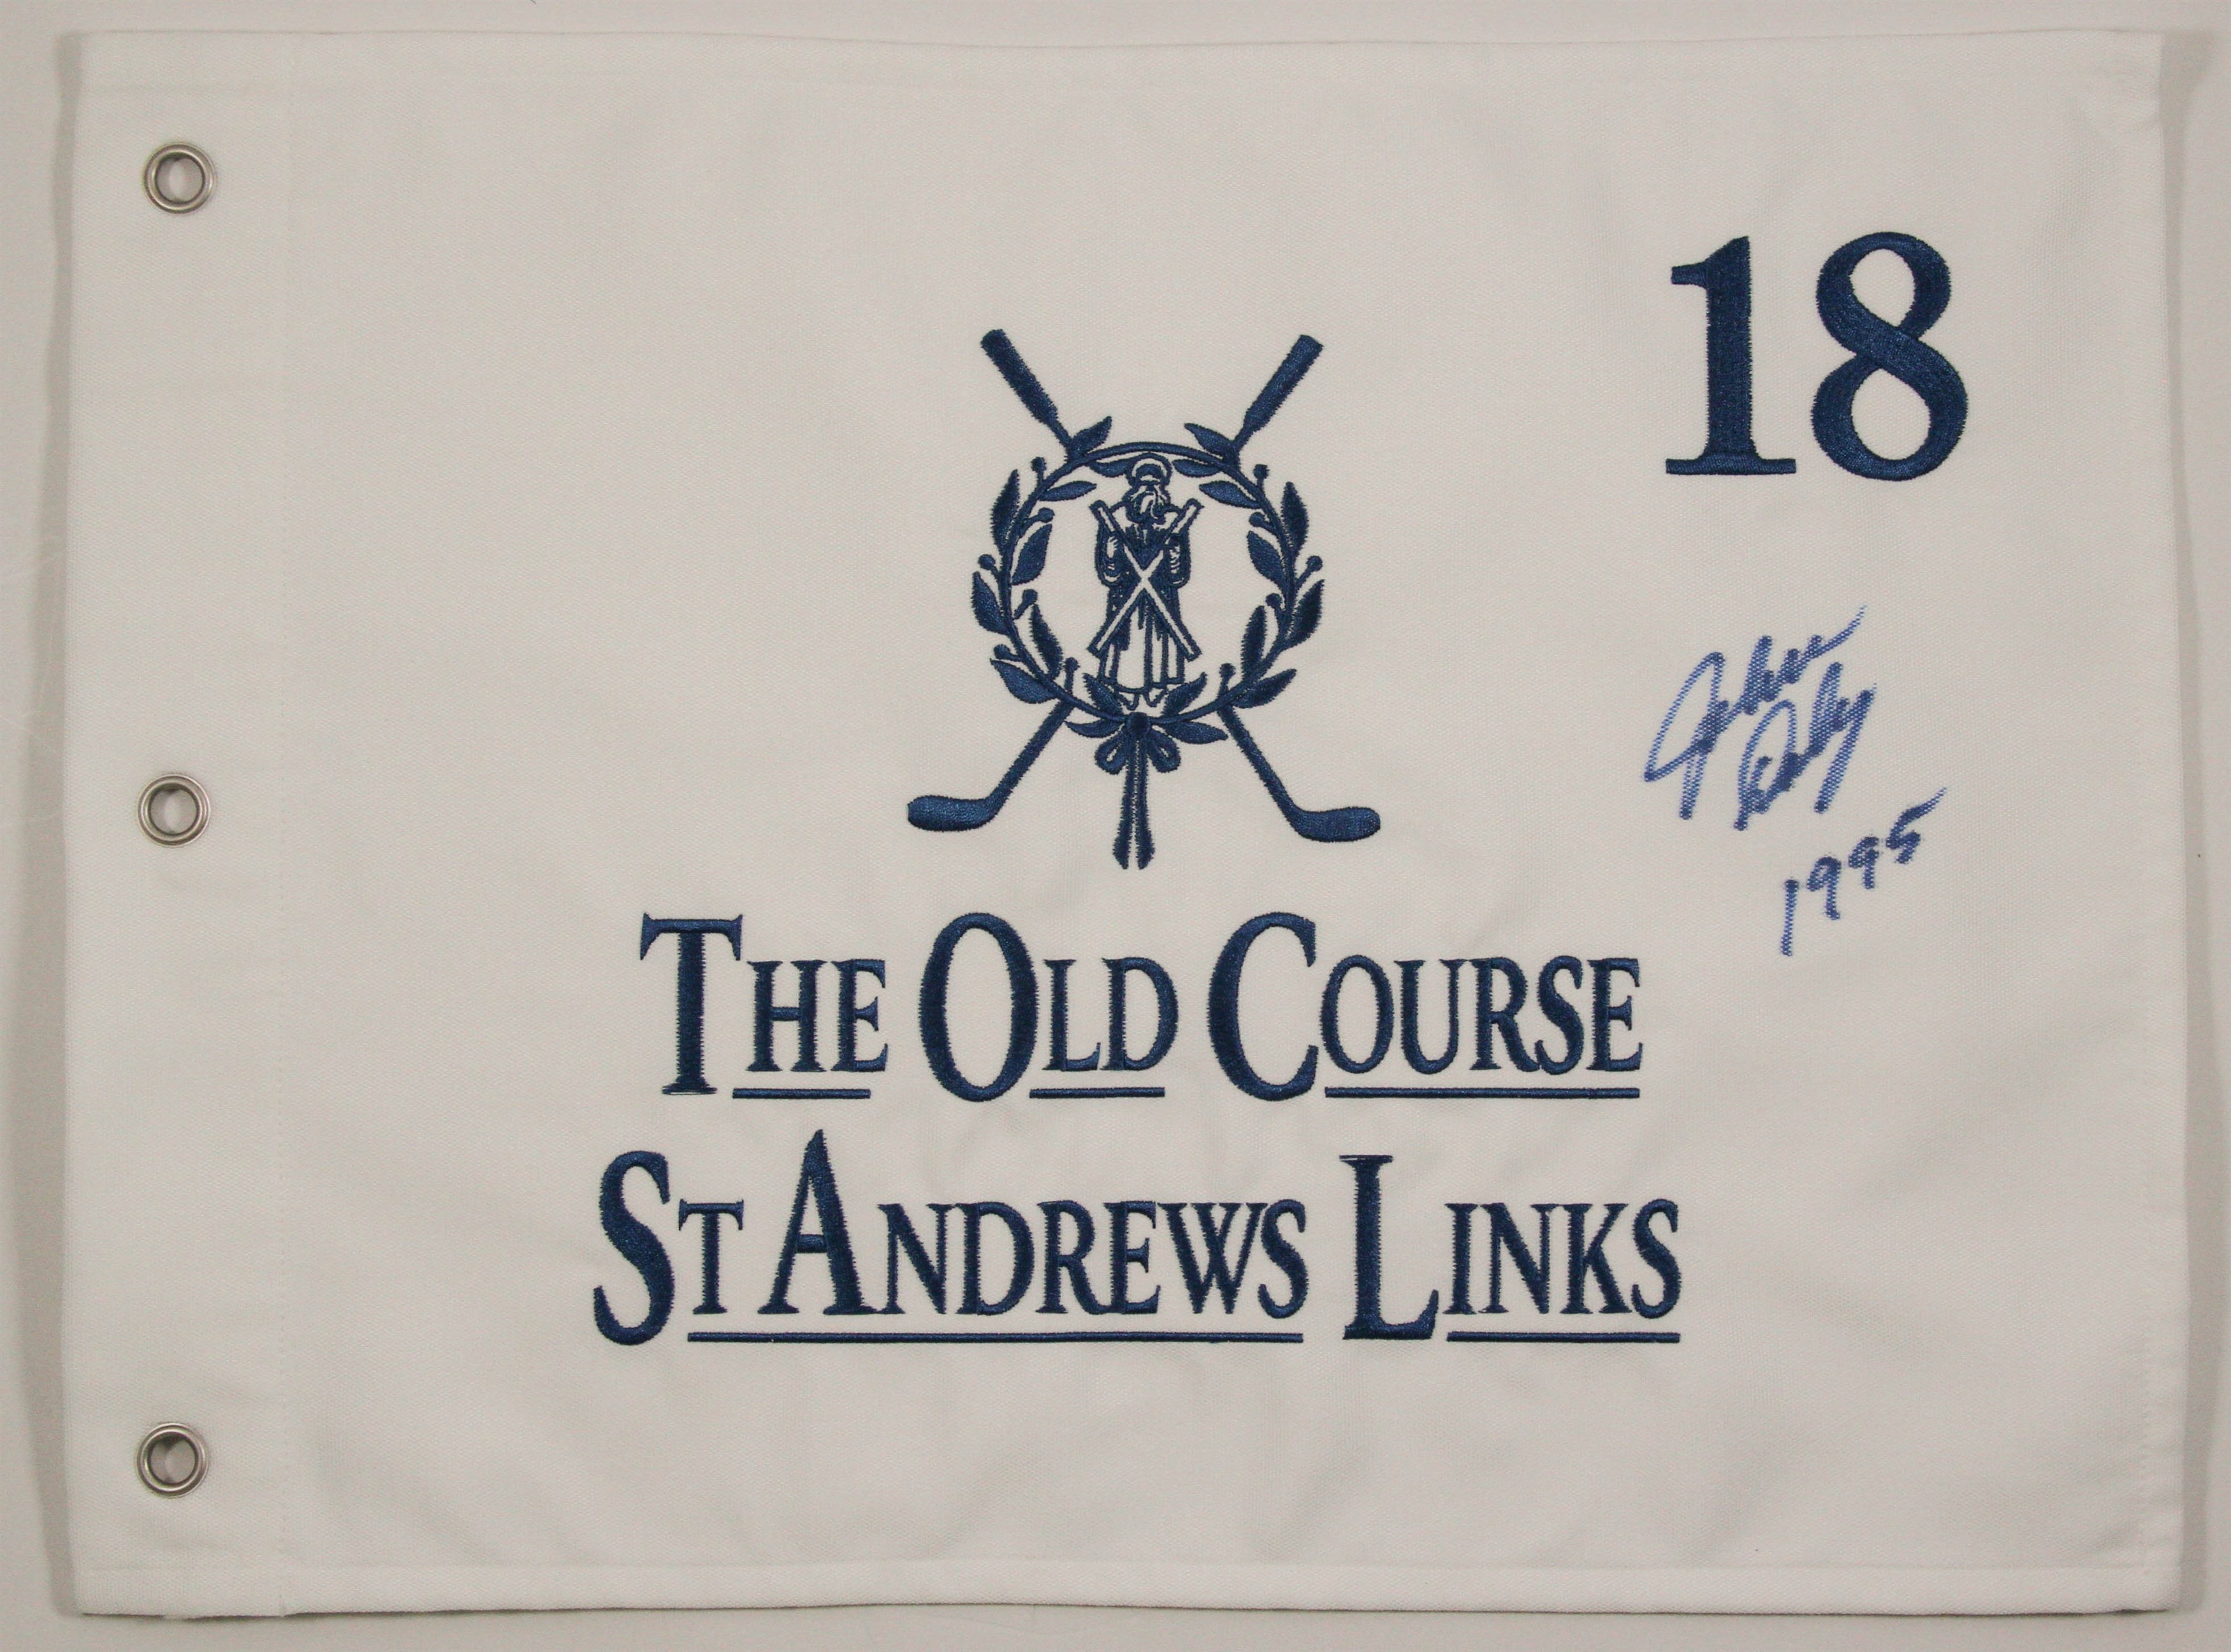 18
John
Daly
1995
THE OLD COURSE
ST ANDREWS LINKS